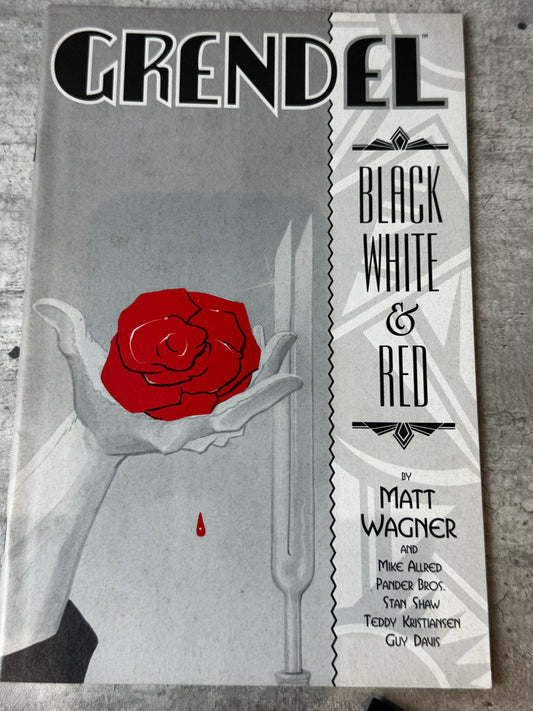 GRENDEL™
BLACK
WHITE
&
RED
BY
MATT
WAGNER
AND
MIKE ALLRED
PANDER BROS.
STAN SHAW
TEDDY KRISTIANSEN
GUY DAVIS